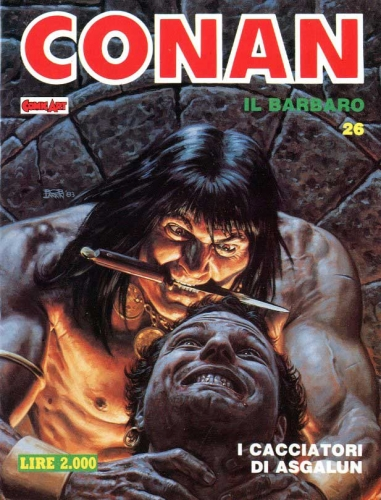 CONAN
COMIC ART
IL BARBARO
26
I CACCIATORI
DI ASGALUN
LIRE 2.000